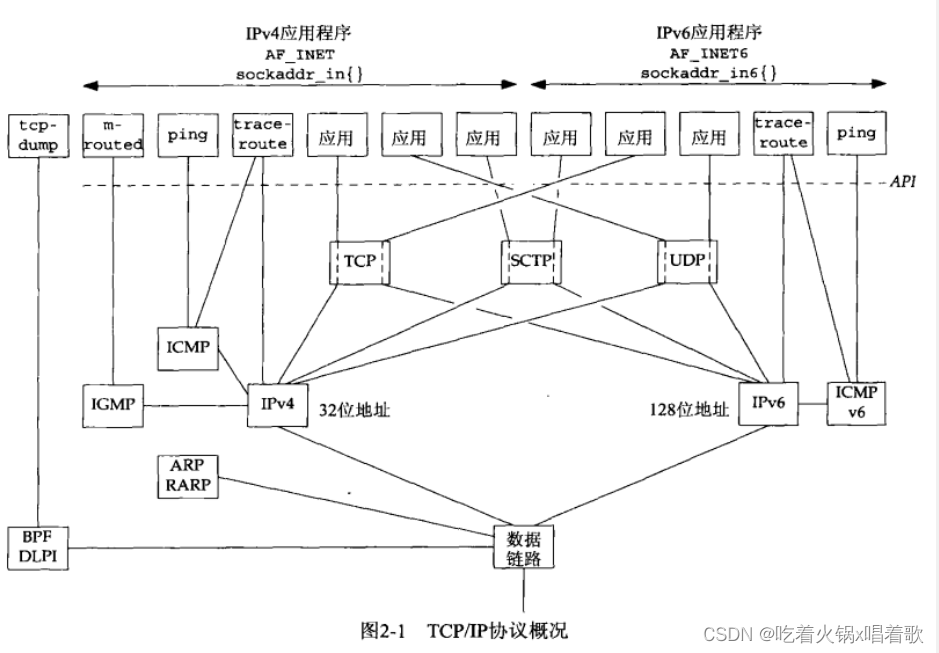 IPv4应用程序
AF_INET
sockaddr_in{}
IPv6应用程序
AF_INET6
sockaddr_in6{}
tcp-
dump
m-
routed
ping
trace-
route
应用
应用
应用
应用
应用
应用
trace-
route
ping
API
TCP
SCTP
UDP
ICMP
IGMP
IPv4
32位地址
128位地址
IPv6
ICMP
v6
ARP
RARP
BPF
DLPI
数据
链路
图2-1 TCP/IP协议概况
CSDN @吃着火锅x唱着歌